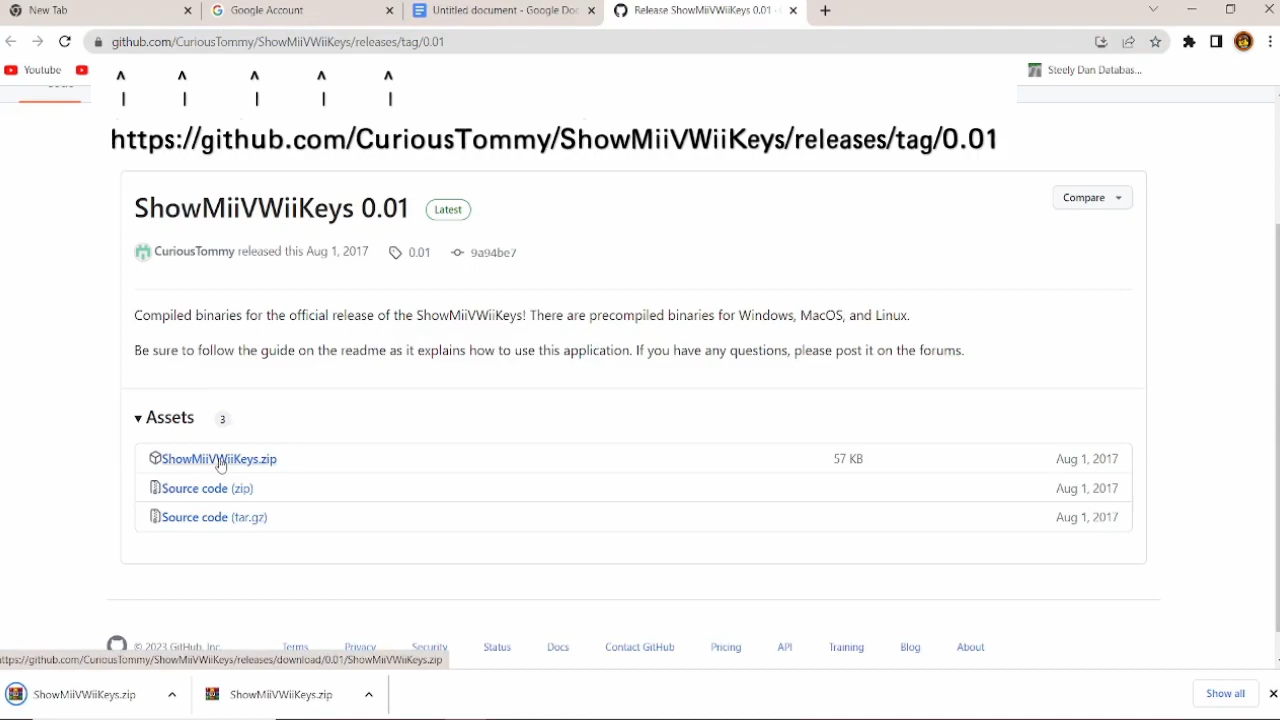 New Tab
Google Account
Untitled document - Google Doc
Release ShowMiiVWiiKeys 0.01 ·
github.com/CuriousTommy/ShowMiiVWiiKeys/releases/tag/0.01
Youtube
Steely Dan Databas...
^ ^ ^ ^ ^
| | | | |
https://github.com/CuriousTommy/ShowMiiVWiiKeys/releases/tag/0.01
ShowMiiVWiiKeys 0.01 Latest
Compare
CuriousTommy released this Aug 1, 2017 0.01 9a94be7
Compiled binaries for the official release of the ShowMiiVWiiKeys! There are precompiled binaries for Windows, MacOS, and Linux.
Be sure to follow the guide on the readme as it explains how to use this application. If you have any questions, please post it on the forums.
Assets 3
ShowMiiVWiiKeys.zip 57 KB Aug 1, 2017
Source code (zip) Aug 1, 2017
Source code (tar.gz) Aug 1, 2017
© 2023 GitHub, Inc. Terms Privacy Security Status Docs Contact GitHub Pricing API Training Blog About
https://github.com/CuriousTommy/ShowMiiVWiiKeys/releases/download/0.01/ShowMiiVWiiKeys.zip
ShowMiiVWiiKeys.zip
ShowMiiVWiiKeys.zip
Show all